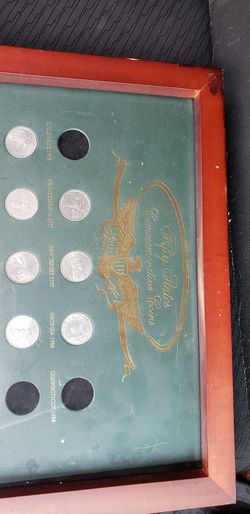 Fifty States
Commemorative Coins
DELAWARE 1787
PENNSYLVANIA 1787
NEW JERSEY 1787
GEORGIA 1788
CONNECTICUT 1788